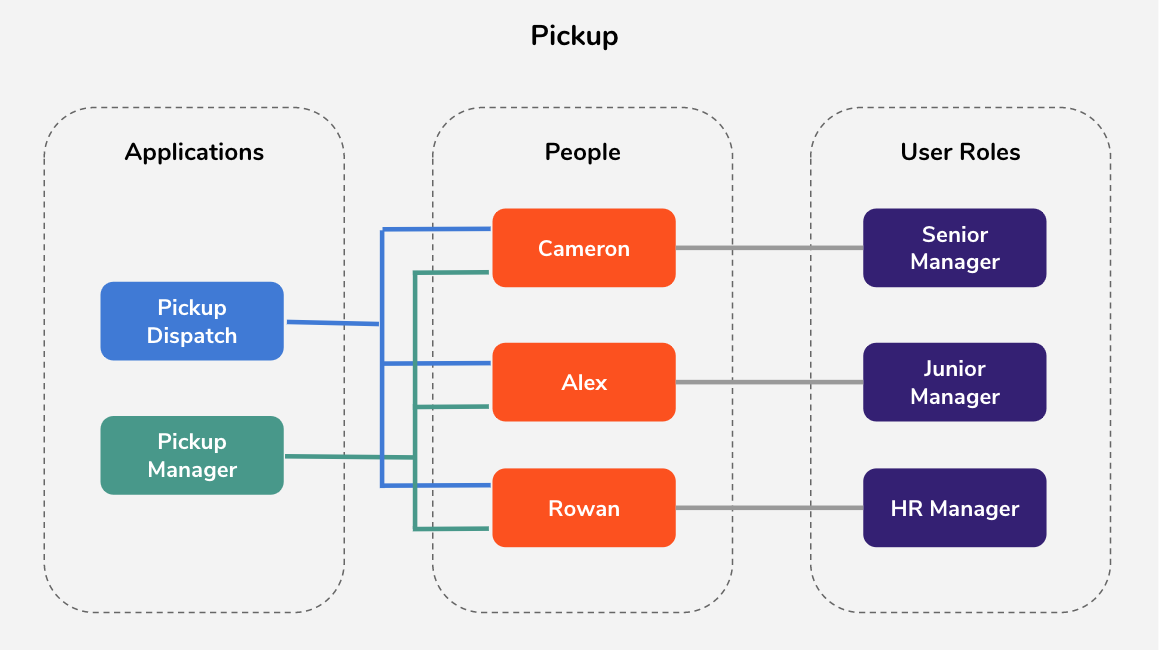 Pickup
Applications
Pickup
Dispatch
Pickup
Manager
People
Cameron
Alex
Rowan
User Roles
Senior
Manager
Junior
Manager
HR Manager